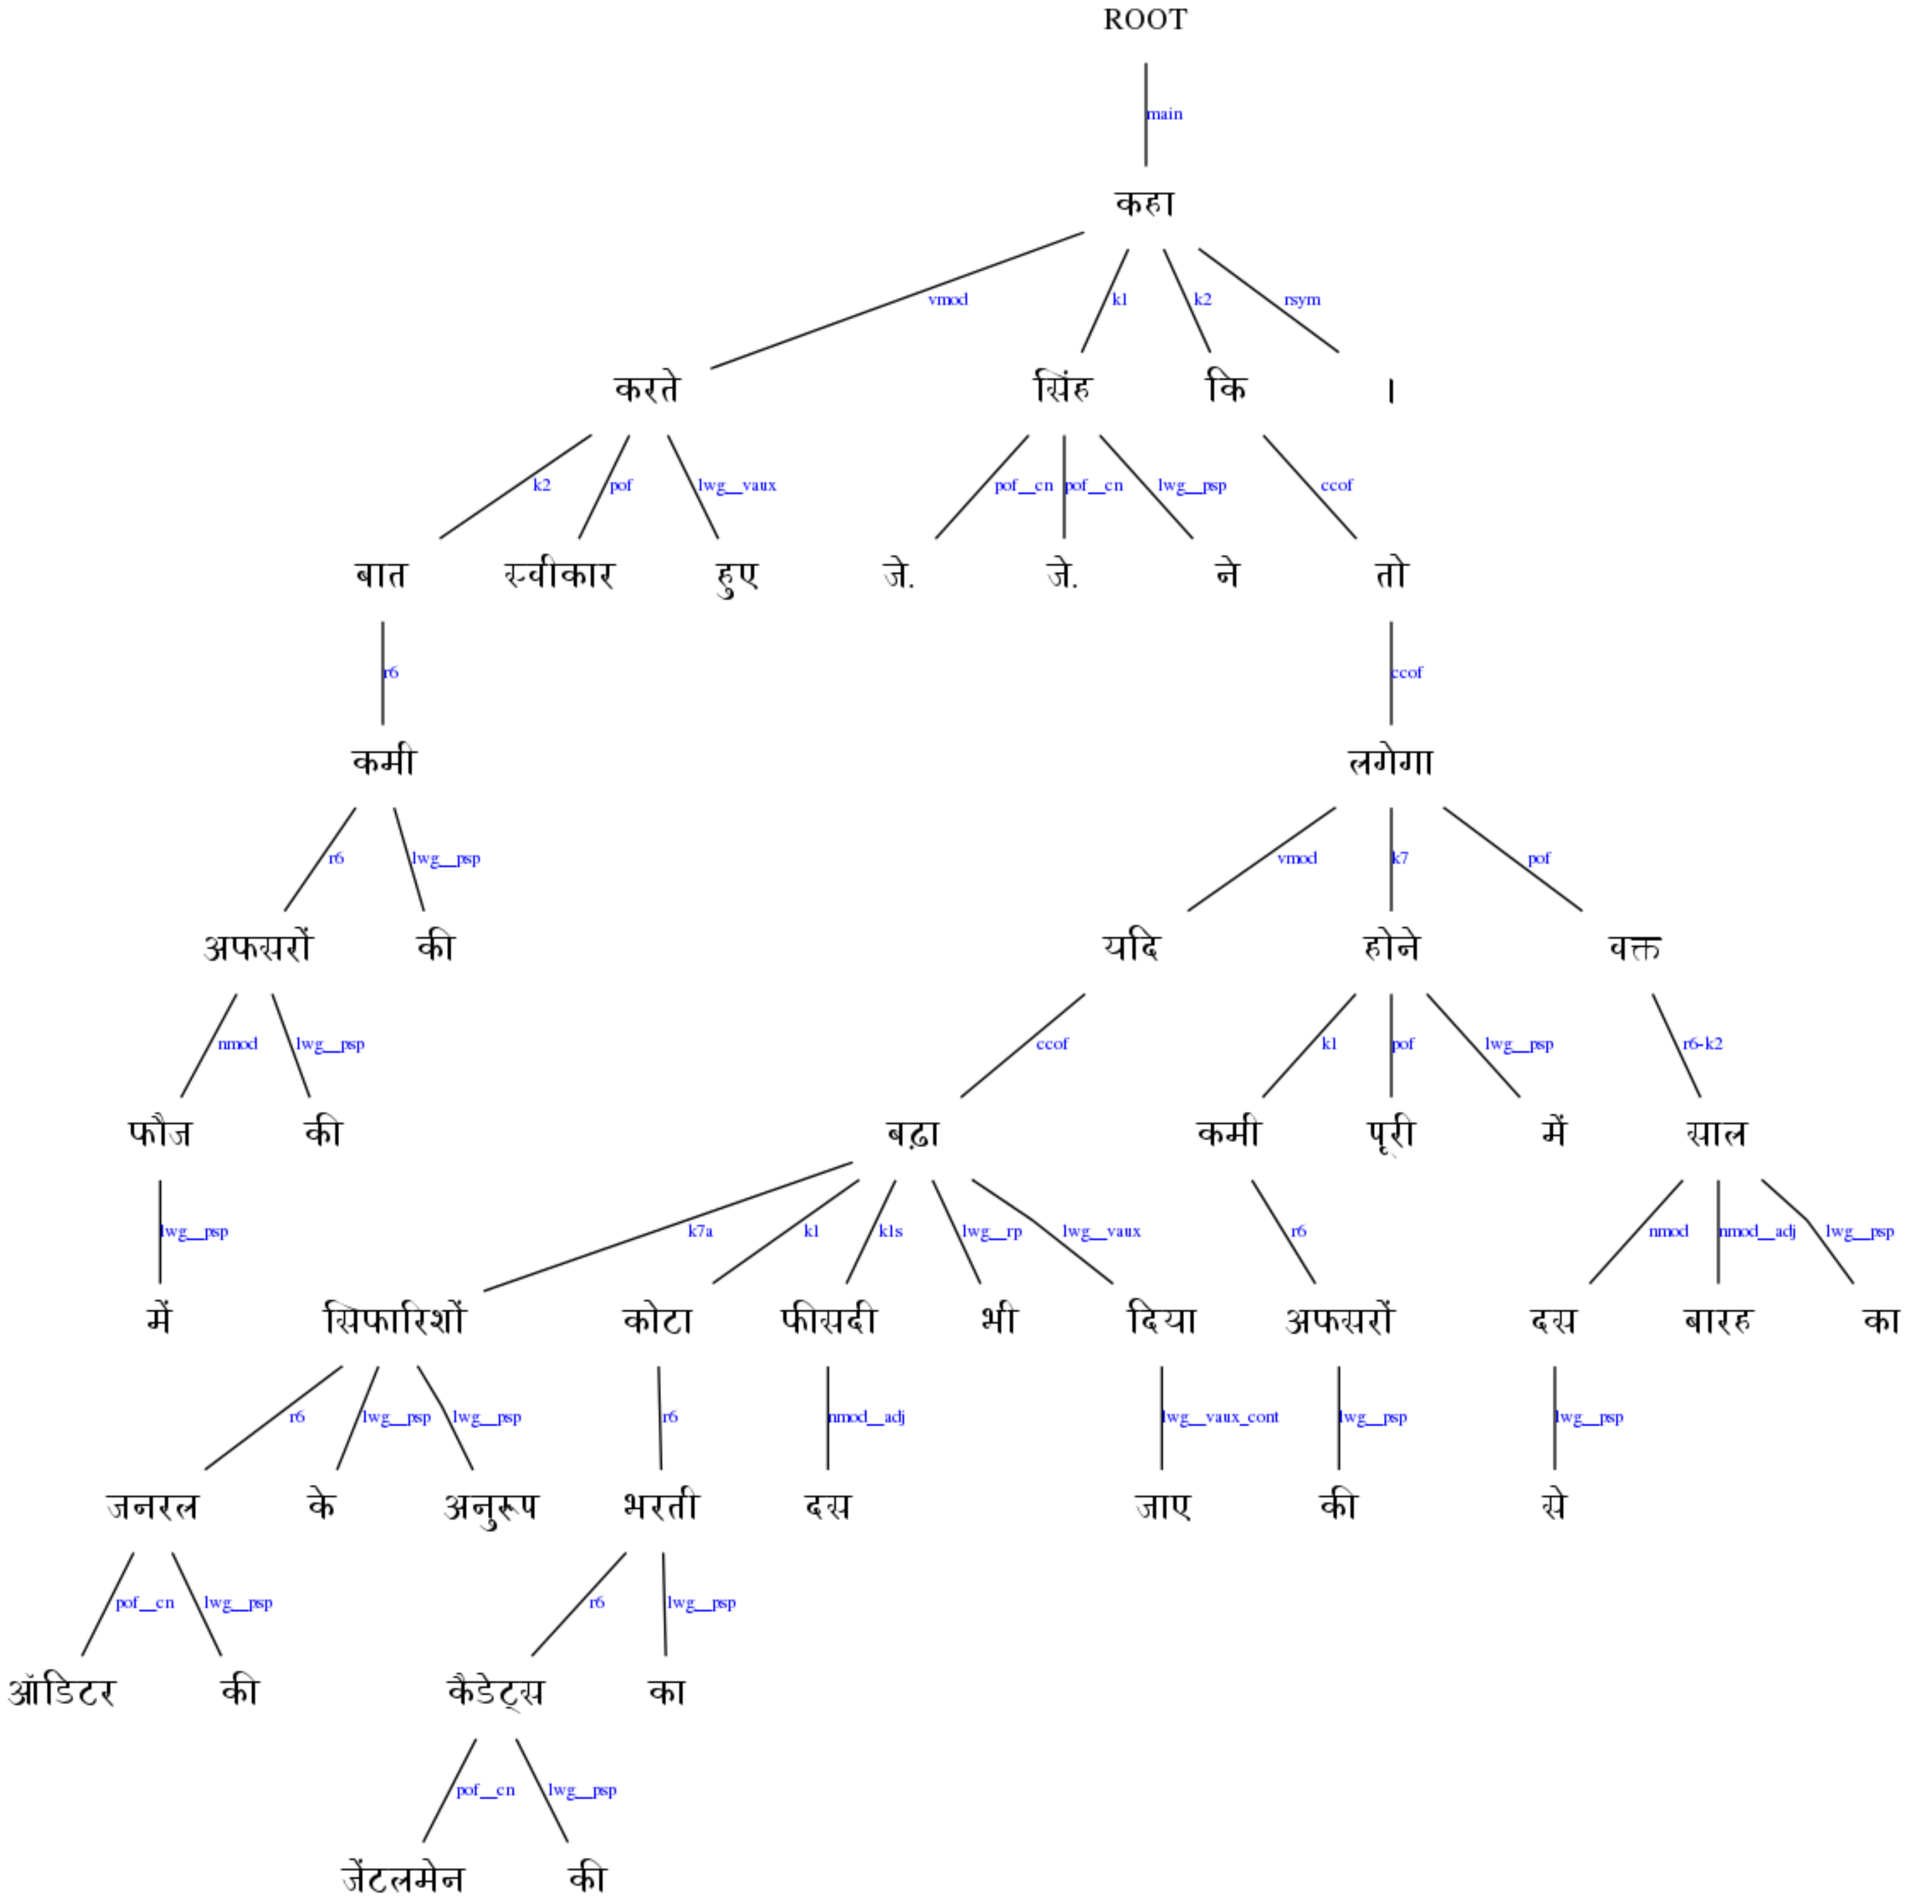 ROOT
main
कहा
vmod k1 k2 rsym
करते सिंह कि ।
k2 pof lwg__vaux pof__cn pof__cn lwg__psp ccof
बात स्वीकार हुए जे. जे. ने तो
r6 ccof
कमी लगेगा
r6 lwg__psp vmod k7 pof
अफसरों की यदि होने वक्त
nmod lwg__psp ccof k1 pof lwg__psp r6-k2
फौज की बढ़ा कमी पूरी में साल
lwg__psp k7a k1 k1s lwg__rp lwg__vaux r6 nmod nmod__adj lwg__psp
में सिफारिशों कोटा फीसदी भी दिया अफसरों दस बारह का
r6 lwg__psp lwg__psp r6 nmod__adj lwg__vaux_cont lwg__psp lwg__psp
जनरल के अनुरूप भरती दस जाए की से
pof__cn lwg__psp r6 lwg__psp
ऑडिटर की कैडेट्स का
pof__cn lwg__psp
जेंटलमेन की